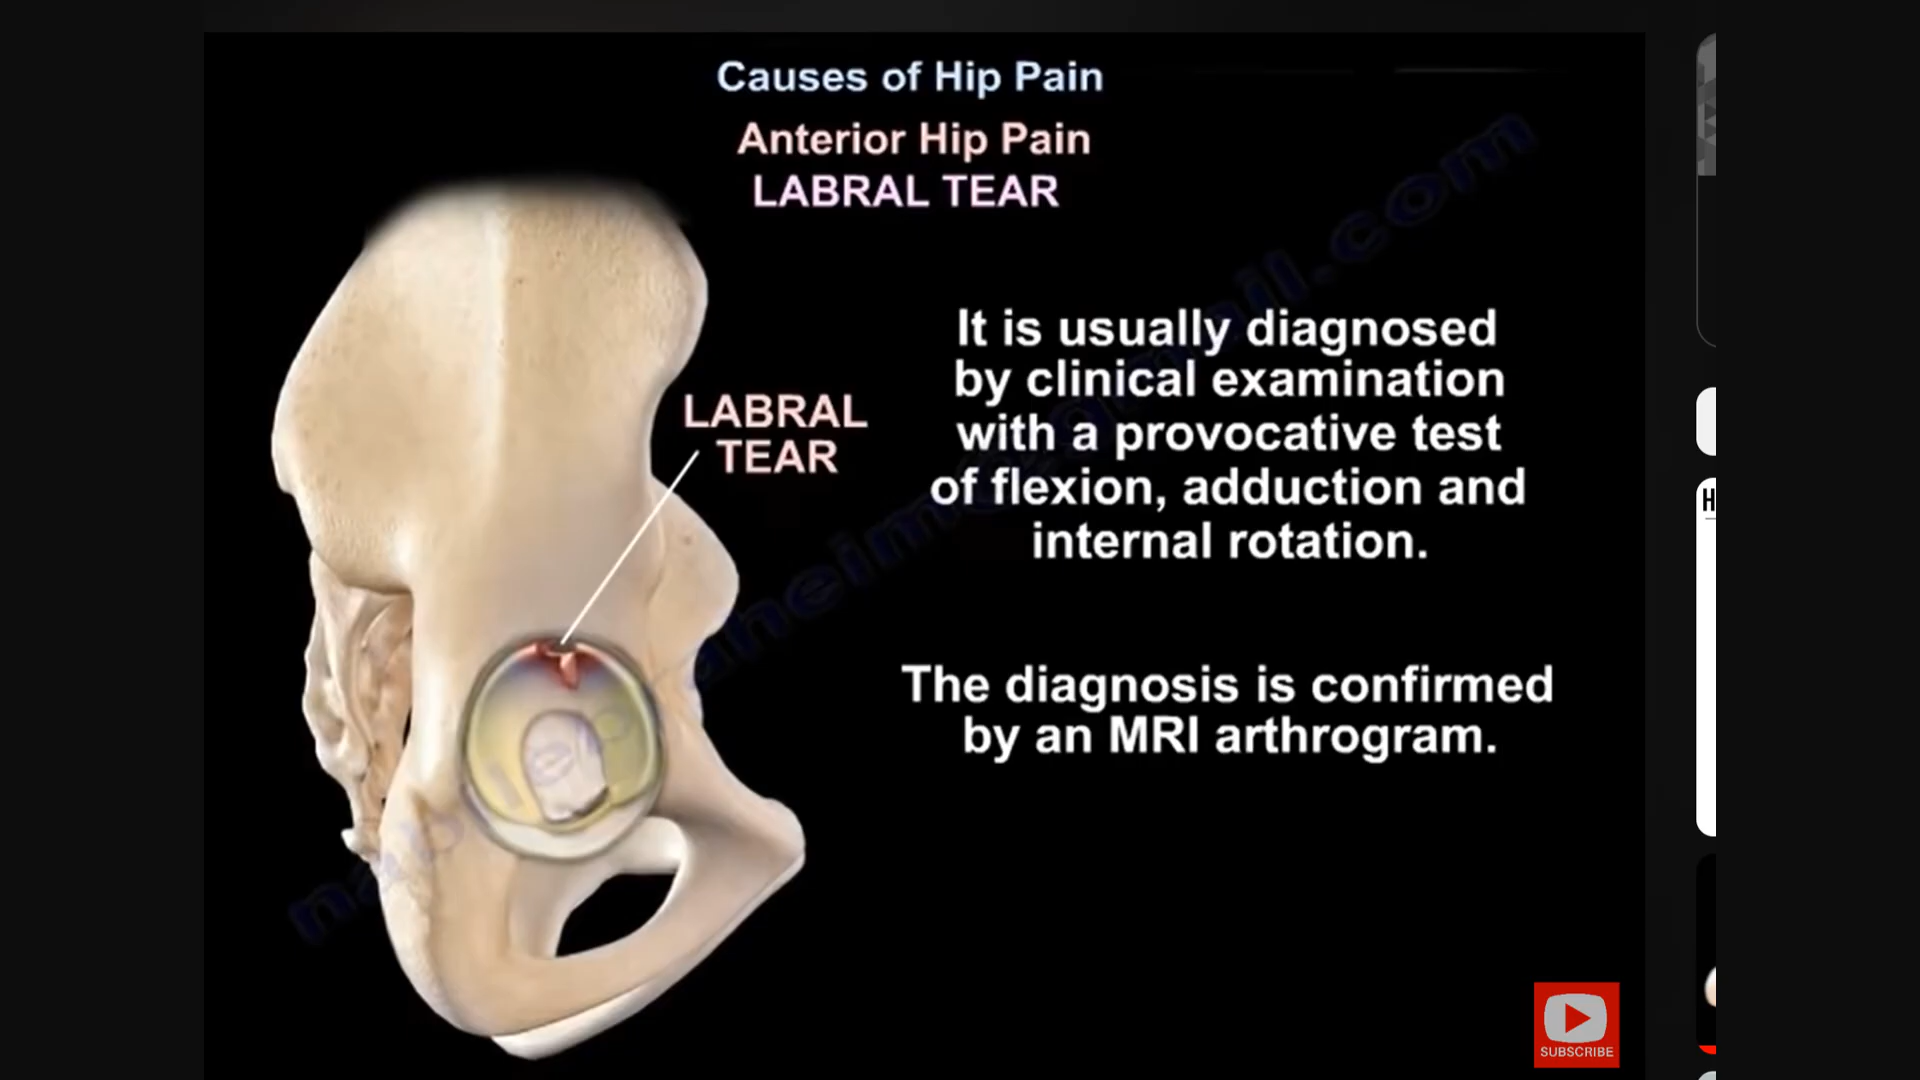 Causes of Hip Pain
Anterior Hip Pain
LABRAL TEAR
LABRAL
TEAR
It is usually diagnosed
by clinical examination
with a provocative test
of flexion, adduction and
internal rotation.
The diagnosis is confirmed
by an MRI arthrogram.
SUBSCRIBE
H